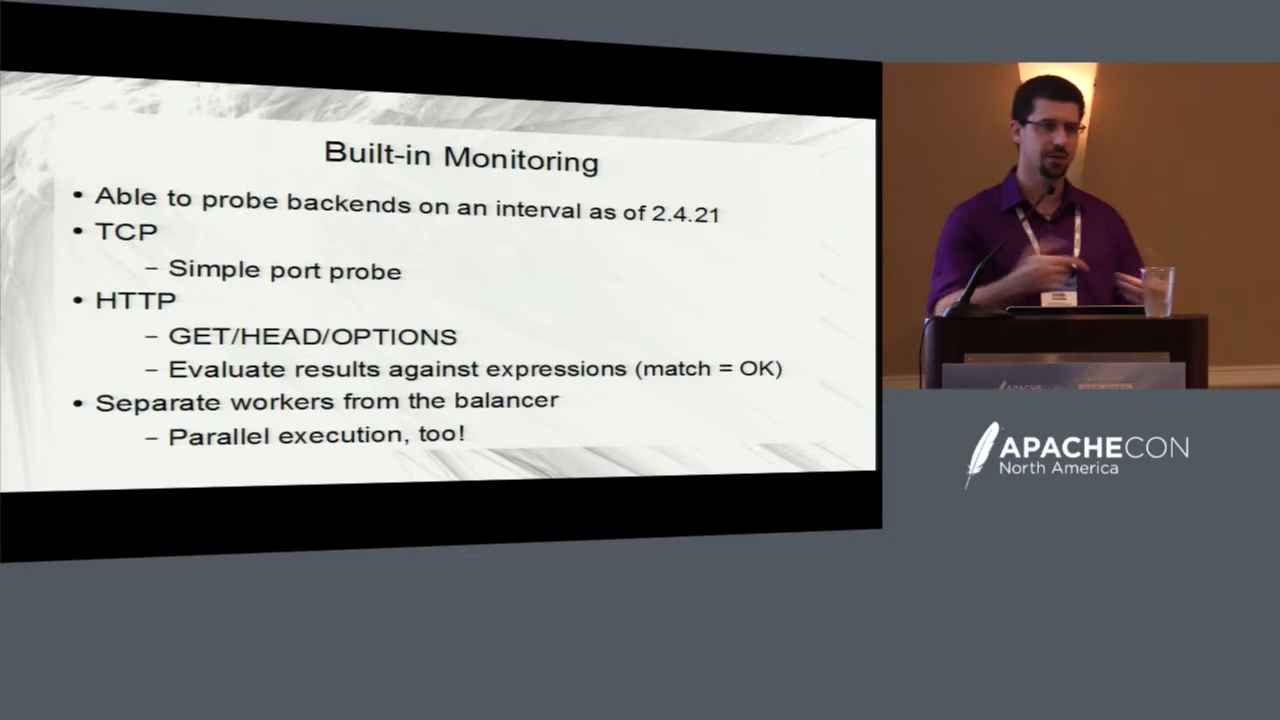 Built-in Monitoring
• Able to probe backends on an interval as of 2.4.21
• TCP
– Simple port probe
• HTTP
– GET/HEAD/OPTIONS
– Evaluate results against expressions (match = OK)
• Separate workers from the balancer
– Parallel execution, too!
APACHECON
APACHECON
North America